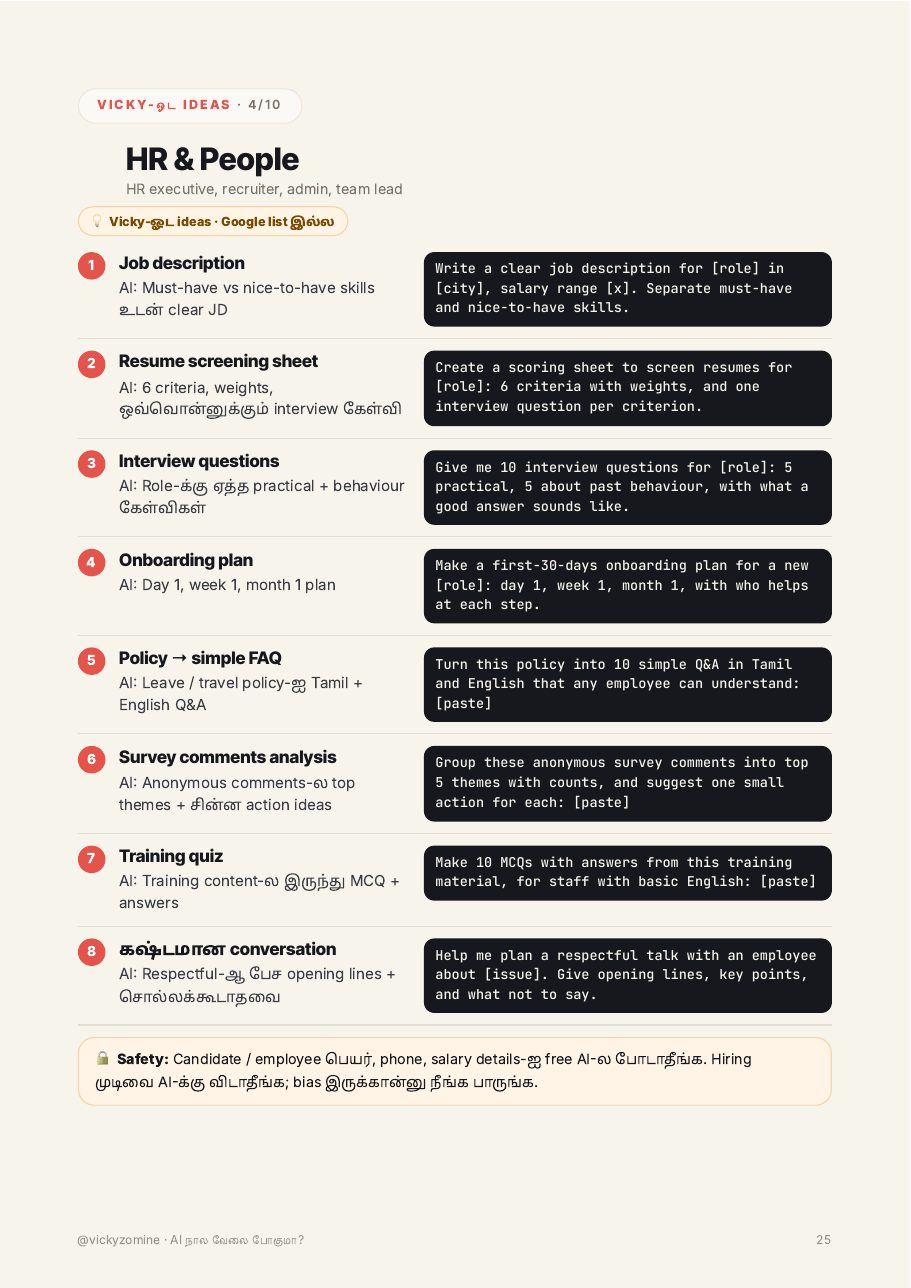 VICKY-ஓட IDEAS · 4/10
HR & People
HR executive, recruiter, admin, team lead
💡 Vicky-ஓட ideas · Google list இல்ல
1
Job description
AI: Must-have vs nice-to-have skills
உடன் clear JD
Write a clear job description for [role] in
[city], salary range [x]. Separate must-have
and nice-to-have skills.
2
Resume screening sheet
AI: 6 criteria, weights,
ஒவ்வொன்னுக்கும் interview கேள்வி
Create a scoring sheet to screen resumes for
[role]: 6 criteria with weights, and one
interview question per criterion.
3
Interview questions
AI: Role-க்கு ஏத்த practical + behaviour
கேள்விகள்
Give me 10 interview questions for [role]: 5
practical, 5 about past behaviour, with what a
good answer sounds like.
4
Onboarding plan
AI: Day 1, week 1, month 1 plan
Make a first-30-days onboarding plan for a new
[role]: day 1, week 1, month 1, with who helps
at each step.
5
Policy → simple FAQ
AI: Leave / travel policy-ஐ Tamil +
English Q&A
Turn this policy into 10 simple Q&A in Tamil
and English that any employee can understand:
[paste]
6
Survey comments analysis
AI: Anonymous comments-ல top
themes + சின்ன action ideas
Group these anonymous survey comments into top
5 themes with counts, and suggest one small
action for each: [paste]
7
Training quiz
AI: Training content-ல இருந்து MCQ +
answers
Make 10 MCQs with answers from this training
material, for staff with basic English: [paste]
8
கஷ்டமான conversation
AI: Respectful-ஆ பேச opening lines +
சொல்லக்கூடாதவை
Help me plan a respectful talk with an employee
about [issue]. Give opening lines, key points,
and what not to say.
🔒 Safety: Candidate / employee பெயர், phone, salary details-ஐ free AI-ல போடாதீங்க. Hiring
முடிவை AI-க்கு விடாதீங்க; bias இருக்கான்னு நீங்க பாருங்க.
@vickyzomine · AI நால வேலை போகுமா?
25